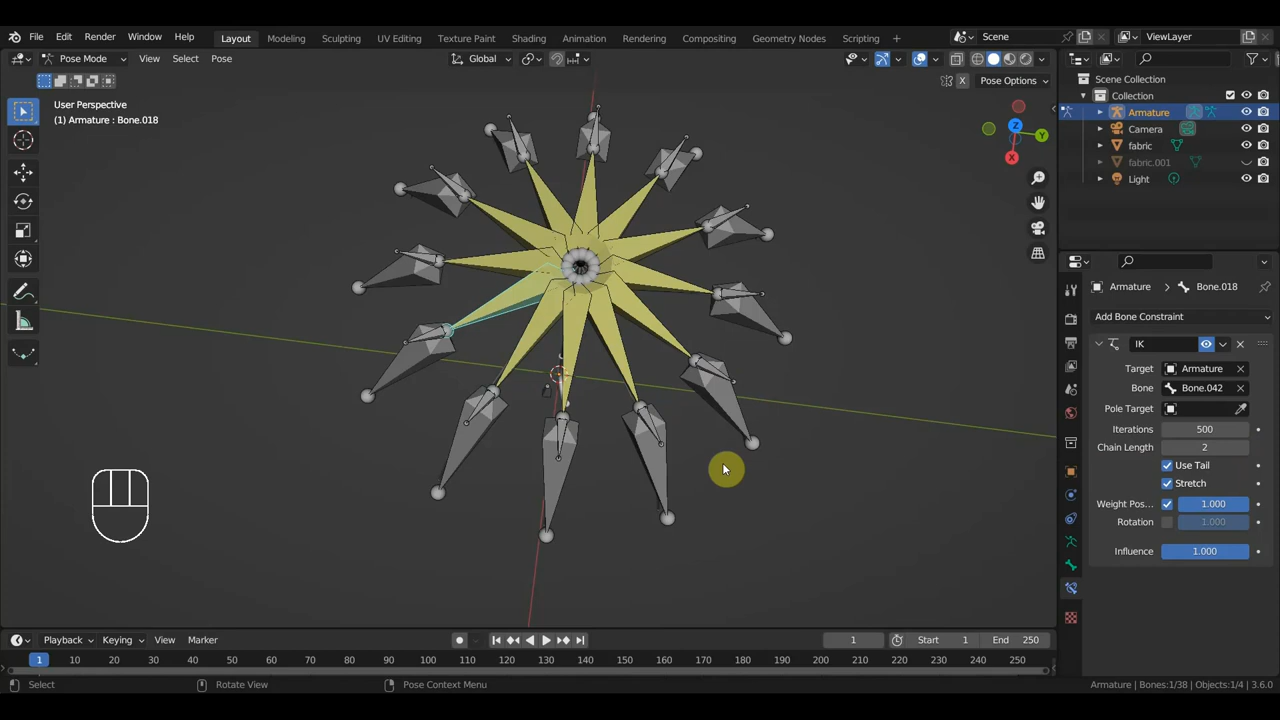 File Edit Render Window Help Layout Modeling Sculpting UV Editing Texture Paint Shading Animation Rendering Compositing Geometry Nodes Scripting + Scene ViewLayer
Pose Mode View Select Pose Global
X Pose Options
User Perspective
(1) Armature : Bone.018
Z
Y
X
Scene Collection
Collection
Armature
Camera
fabric
fabric.001
Light
Armature > Bone.018
Add Bone Constraint
IK
Target Armature
Bone Bone.042
Pole Target
Iterations 500
Chain Length 2
Use Tail
Stretch
Weight Pos... 1.000
Rotation 1.000
Influence 1.000
Playback Keying View Marker 1 Start 1 End 250
1 10 20 30 40 50 60 70 80 90 100 110 120 130 140 150 160 170 180 190 200 210 220 230 240 250
Select Rotate View Pose Context Menu Armature | Bones:1/38 | Objects:1/4 | 3.6.0